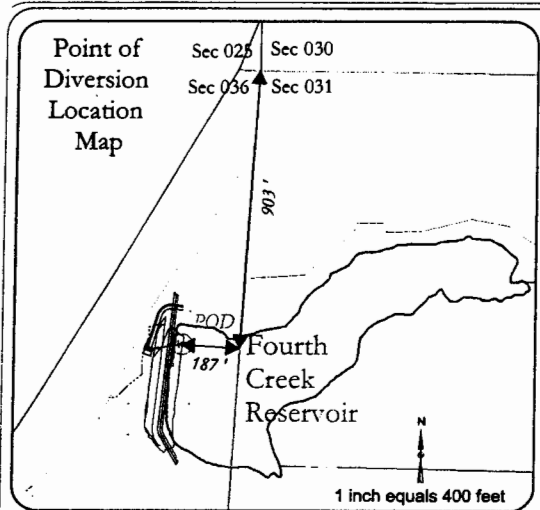 Point of
Diversion
Location
Map
Sec 025 Sec 030
Sec 036 Sec 031
903 '
POD
187 '
Fourth
Creek
Reservoir
N
1 inch equals 400 feet